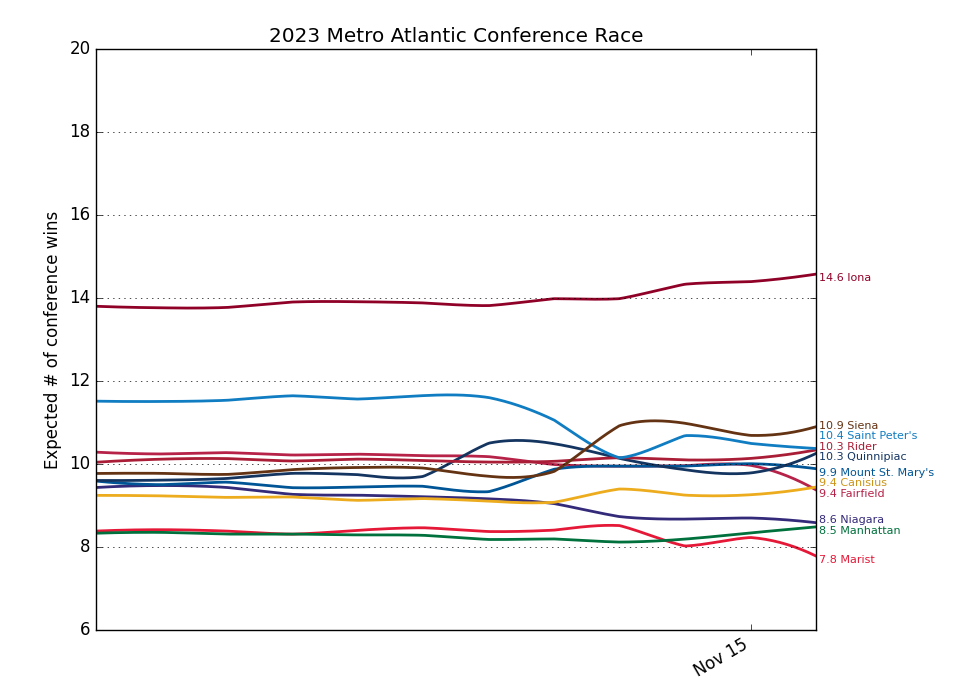 2023 Metro Atlantic Conference Race
Expected # of conference wins
20
18
16
14
12
10
8
6
14.6 Iona
10.9 Siena
10.4 Saint Peter's
10.3 Rider
10.3 Quinnipiac
9.9 Mount St. Mary's
9.4 Canisius
9.4 Fairfield
8.6 Niagara
8.5 Manhattan
7.8 Marist
Nov 15